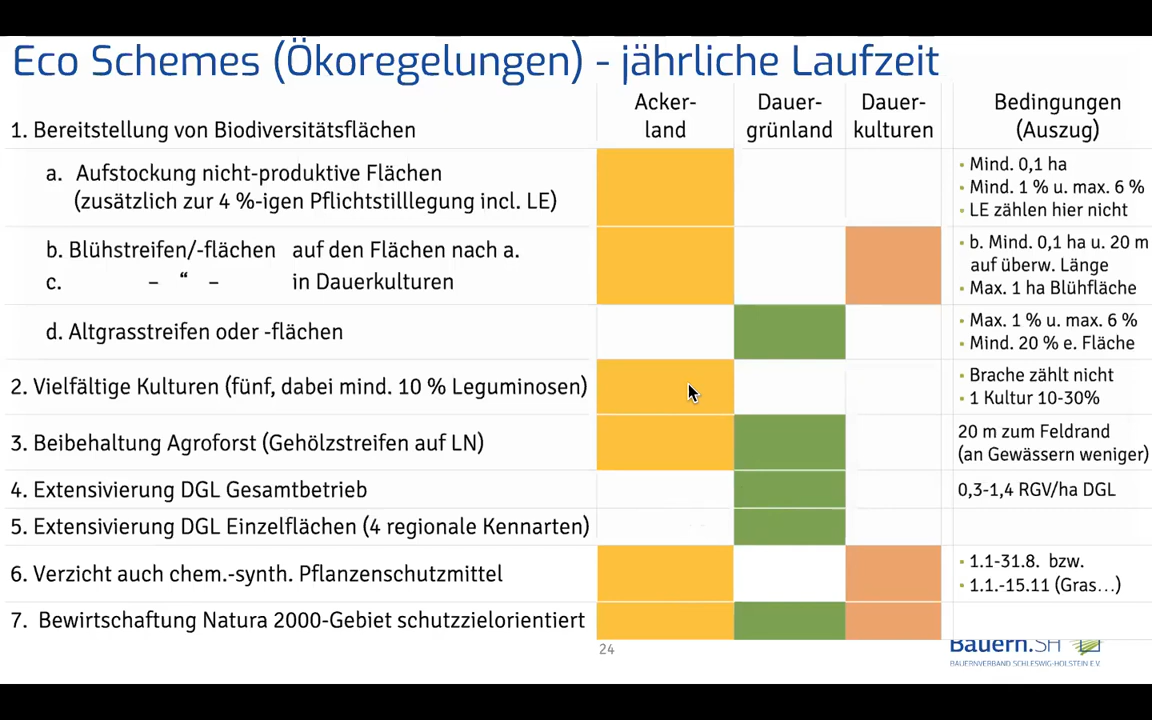 Eco Schemes (Ökoregelungen) - jährliche Laufzeit
Acker-
land
Dauer-
grünland
Dauer-
kulturen
Bedingungen
(Auszug)
1. Bereitstellung von Biodiversitätsflächen
a. Aufstockung nicht-produktive Flächen
(zusätzlich zur 4 %-igen Pflichtstilllegung incl. LE)
• Mind. 0,1 ha
• Mind. 1 % u. max. 6 %
• LE zählen hier nicht
b. Blühstreifen/-flächen auf den Flächen nach a.
c. – “ – in Dauerkulturen
• b. Mind. 0,1 ha u. 20 m
auf überw. Länge
• Max. 1 ha Blühfläche
d. Altgrasstreifen oder -flächen
• Max. 1 % u. max. 6 %
• Mind. 20 % e. Fläche
2. Vielfältige Kulturen (fünf, dabei mind. 10 % Leguminosen)
• Brache zählt nicht
• 1 Kultur 10-30%
3. Beibehaltung Agroforst (Gehölzstreifen auf LN)
20 m zum Feldrand
(an Gewässern weniger)
4. Extensivierung DGL Gesamtbetrieb
0,3-1,4 RGV/ha DGL
5. Extensivierung DGL Einzelflächen (4 regionale Kennarten)
6. Verzicht auch chem.-synth. Pflanzenschutzmittel
• 1.1-31.8. bzw.
• 1.1.-15.11 (Gras...)
7. Bewirtschaftung Natura 2000-Gebiet schutzzielorientiert
24
Bauern.SH
BAUERNVERBAND SCHLESWIG-HOLSTEIN E.V.